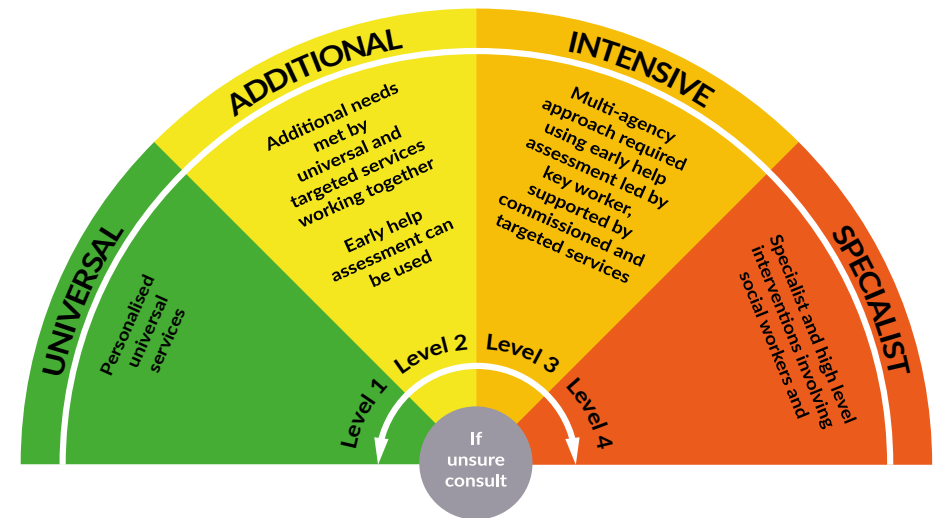 UNIVERSAL
Personalised
universal
services
Level 1
ADDITIONAL
Additional needs
met by
universal and
targeted services
working together
Early help
assessment can
be used
Level 2
INTENSIVE
Multi-agency
approach required
using early help
assessment led by
key worker,
supported by
commissioned and
targeted services
Level 3
SPECIALIST
Specialist and high level
interventions involving
social workers and
Level 4
If
unsure
consult